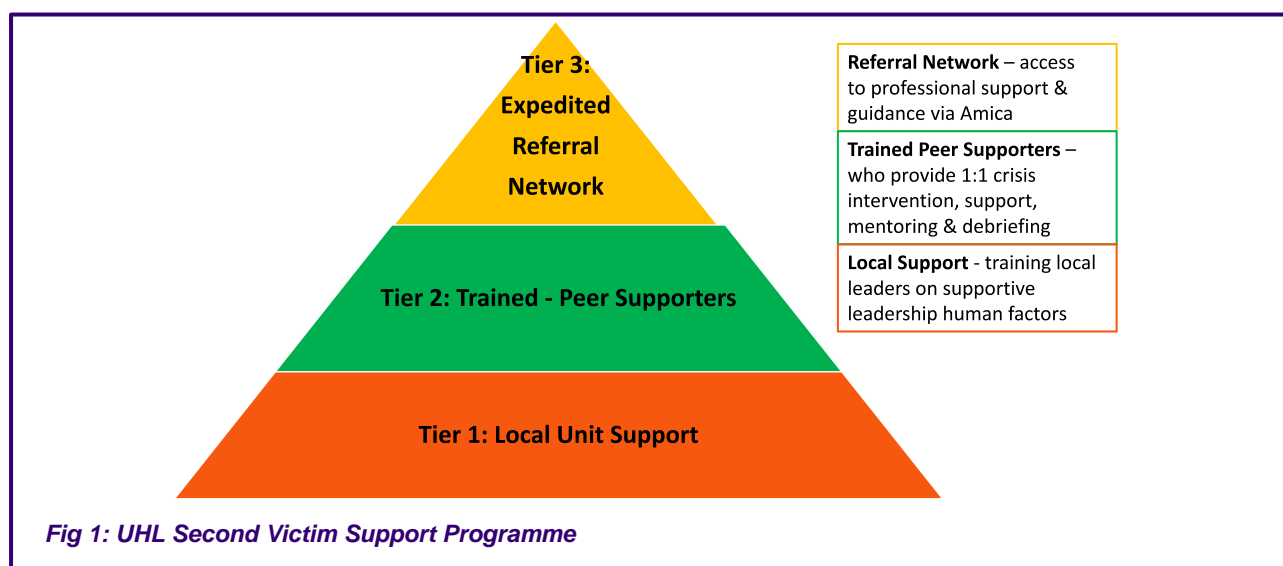 Tier 3:
Expedited
Referral
Network
Tier 2: Trained - Peer Supporters
Tier 1: Local Unit Support
Referral Network – access
to professional support &
guidance via Amica
Trained Peer Supporters –
who provide 1:1 crisis
intervention, support,
mentoring & debriefing
Local Support - training local
leaders on supportive
leadership human factors
Fig 1: UHL Second Victim Support Programme